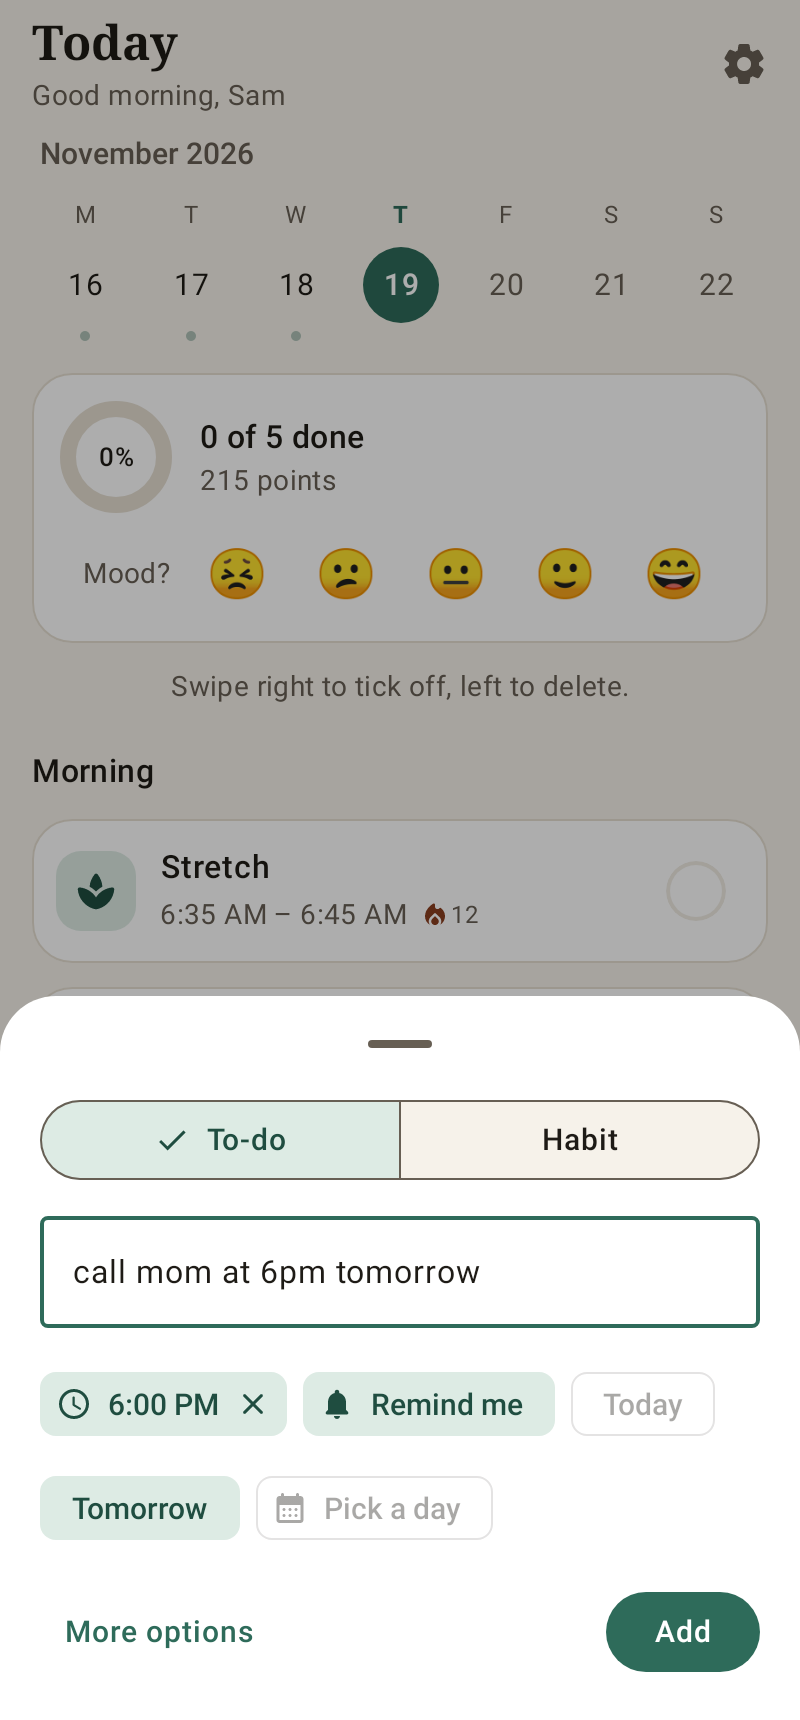 Today
Good morning, Sam
November 2026
M T W T F S S
16 17 18 19 20 21 22
0%
0 of 5 done
215 points
Mood?
Swipe right to tick off, left to delete.
Morning
Stretch
6:35 AM – 6:45 AM 12
To-do Habit
call mom at 6pm tomorrow
6:00 PM Remind me Today
Tomorrow Pick a day
More options Add